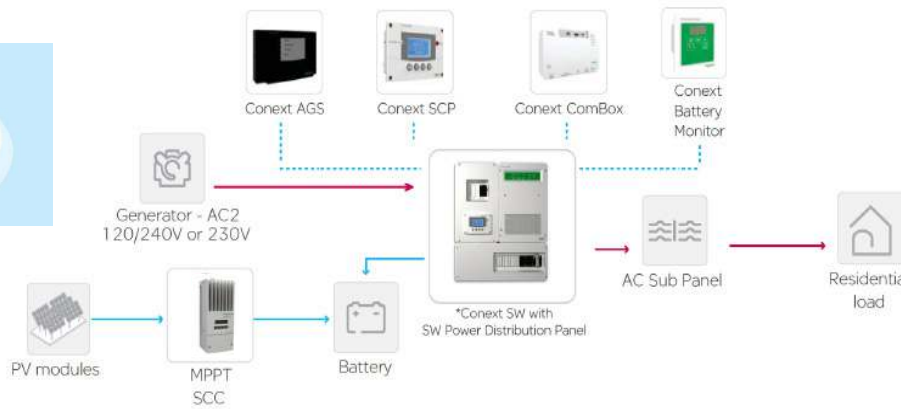 Conext AGS
Conext SCP
Conext ComBox
Conext
Battery
Monitor
Generator - AC2
120/240V or 230V
AC Sub Panel
Residentia
load
*Conext SW with
SW Power Distribution Panel
PV modules
MPPT
SCC
Battery